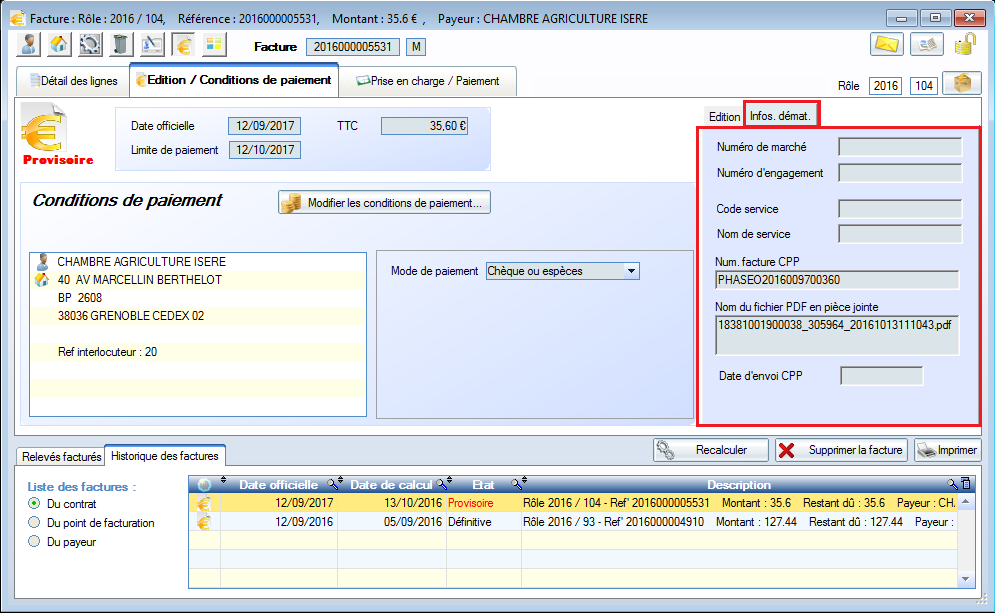 Facture : Rôle : 2016 / 104,   Référence : 2016000005531,   Montant : 35.6 € ,   Payeur : CHAMBRE AGRICULTURE ISERE
Facture 2016000005531 M
Détail des lignes Edition / Conditions de paiement Prise en charge / Paiement Rôle 2016 104
Provisoire
Date officielle 12/09/2017 TTC 35,60 €
Limite de paiement 12/10/2017
Conditions de paiement Modifier les conditions de paiement...
CHAMBRE AGRICULTURE ISERE
40  AV MARCELLIN BERTHELOT
BP  2608
38036 GRENOBLE CEDEX 02
Ref interlocuteur : 20
Mode de paiement Chèque ou espèces
Edition Infos. démat.
Numéro de marché
Numéro d'engagement
Code service
Nom de service
Num. facture CPP
PHASEO2016009700360
Nom du fichier PDF en pièce jointe
18381001900038_305964_20161013111043.pdf
Date d'envoi CPP
Recalculer Supprimer la facture Imprimer
Relevés facturés Historique des factures
Liste des factures :
Du contrat
Du point de facturation
Du payeur
Date officielle Date de calcul Etat Description
12/09/2017 13/10/2016 Provisoire Rôle 2016 / 104 - Ref' 2016000005531   Montant : 35.6   Restant dû : 35.6   Payeur : CH.
12/09/2016 05/09/2016 Définitive Rôle 2016 / 93 - Ref' 2016000004910   Montant : 127.44   Restant dû : 127.44   Payeur :